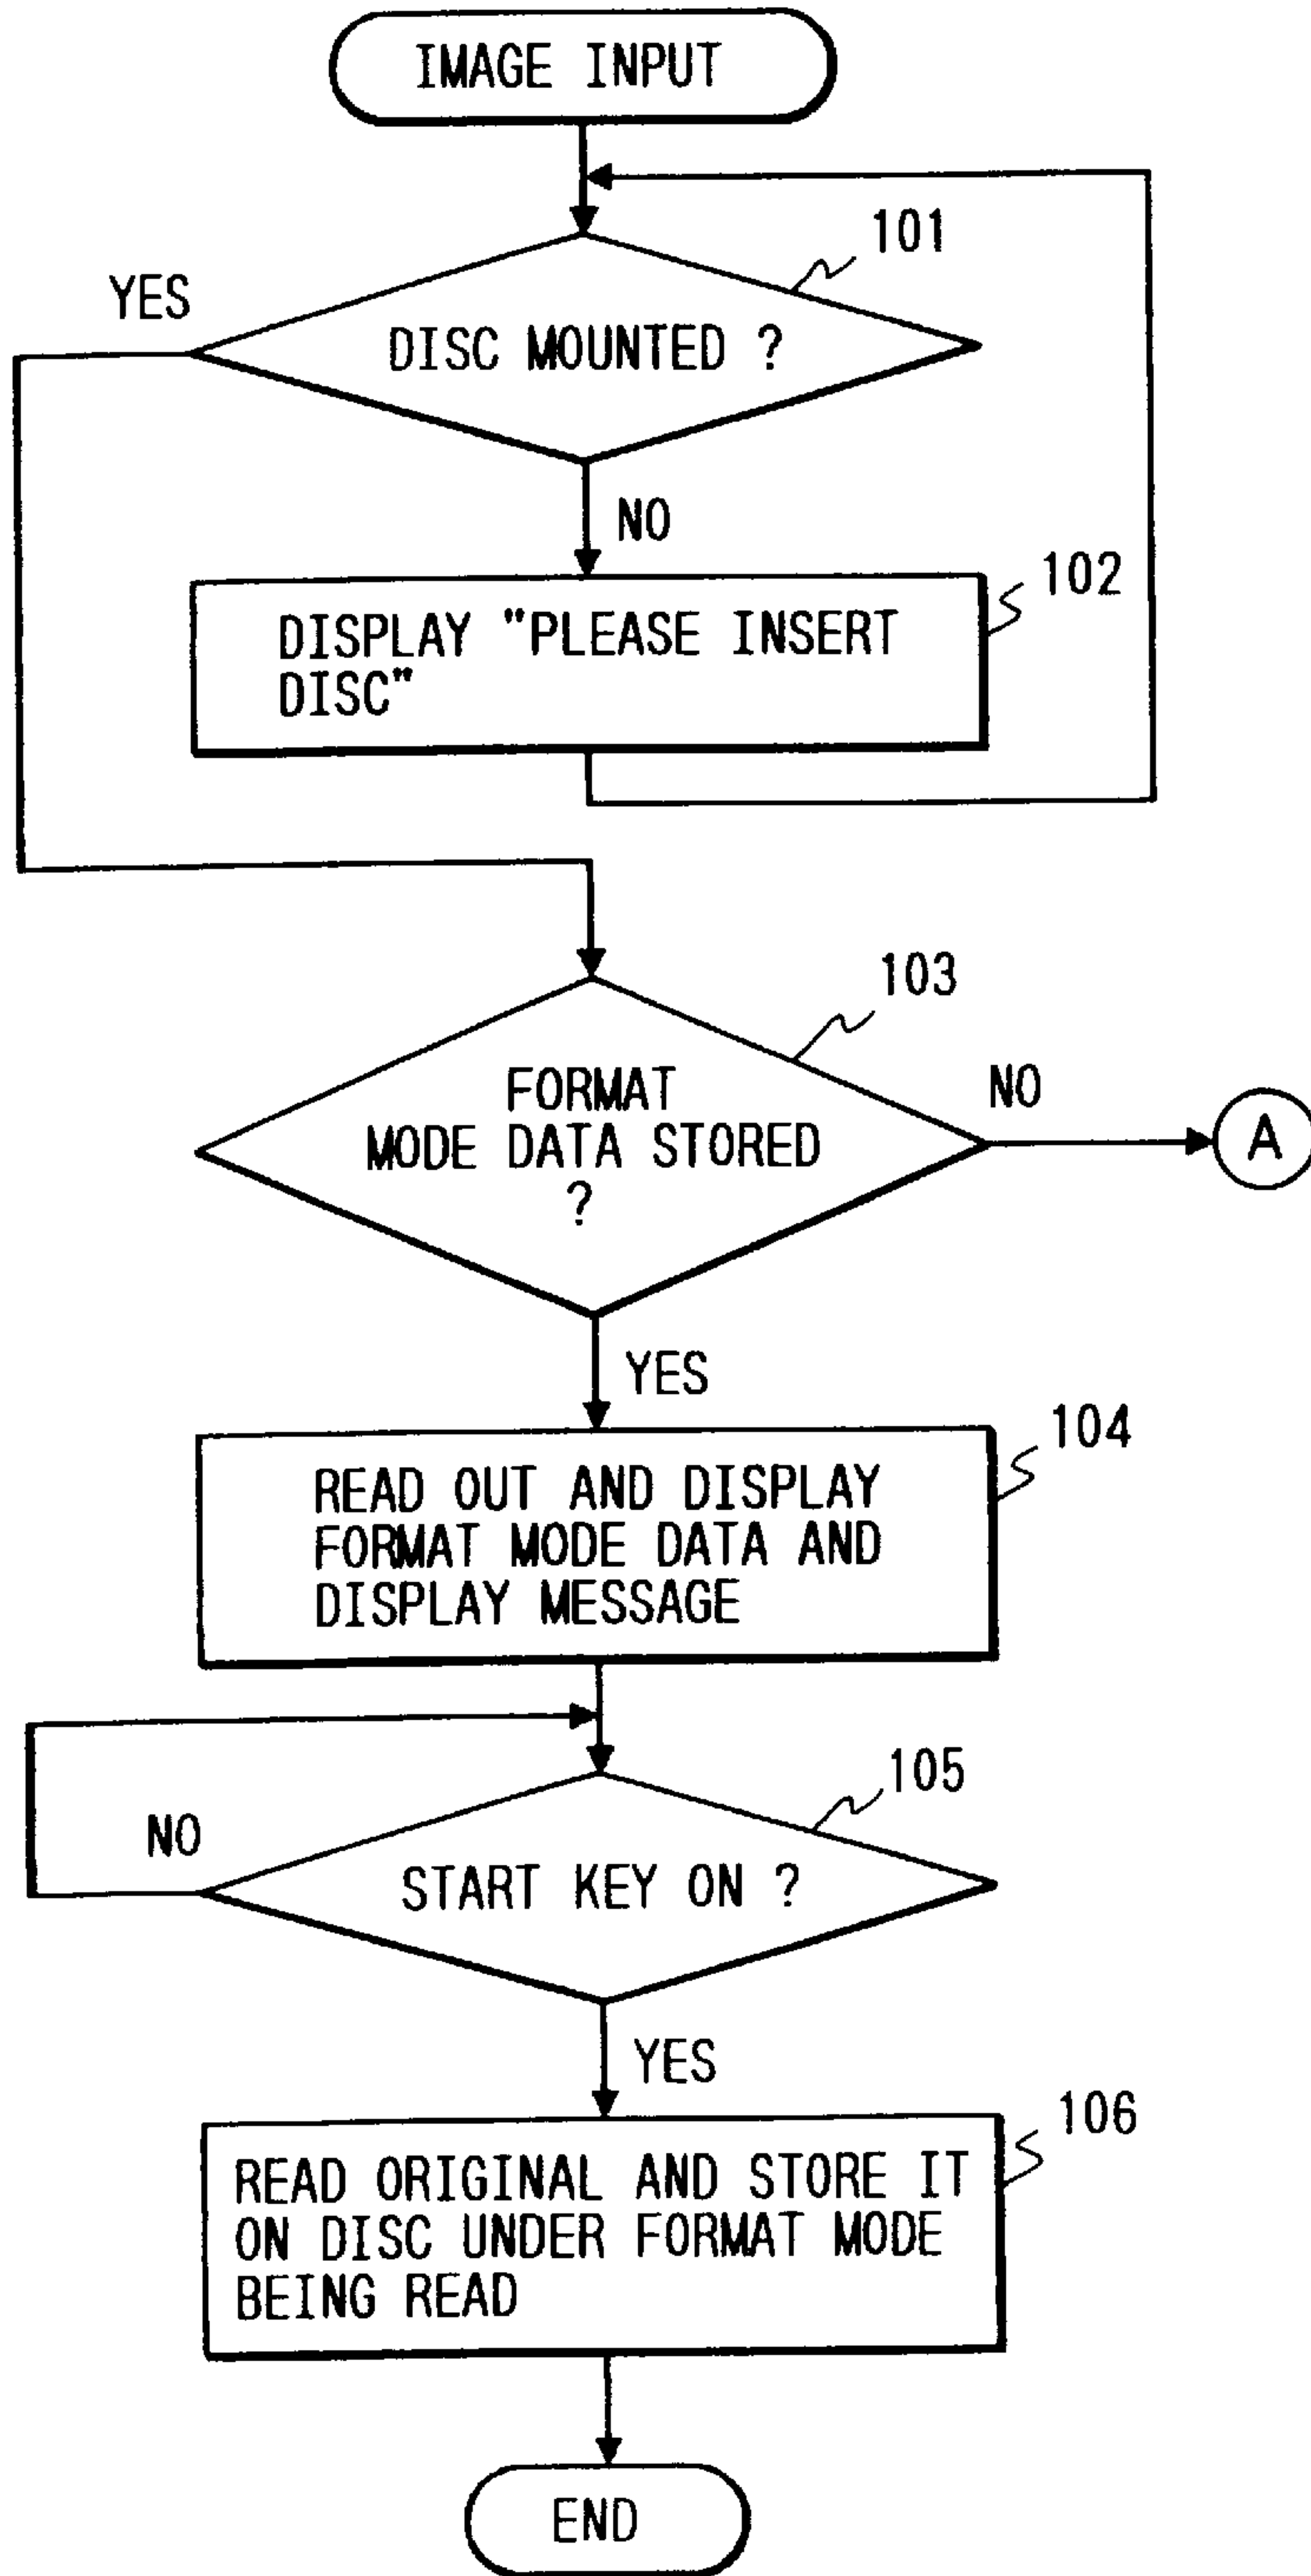 IMAGE INPUT
101
YES
DISC MOUNTED ?
NO
102
DISPLAY "PLEASE INSERT
DISC"
103
FORMAT
MODE DATA STORED
?
NO
A
YES
104
READ OUT AND DISPLAY
FORMAT MODE DATA AND
DISPLAY MESSAGE
105
NO
START KEY ON ?
YES
106
READ ORIGINAL AND STORE IT
ON DISC UNDER FORMAT MODE
BEING READ
END